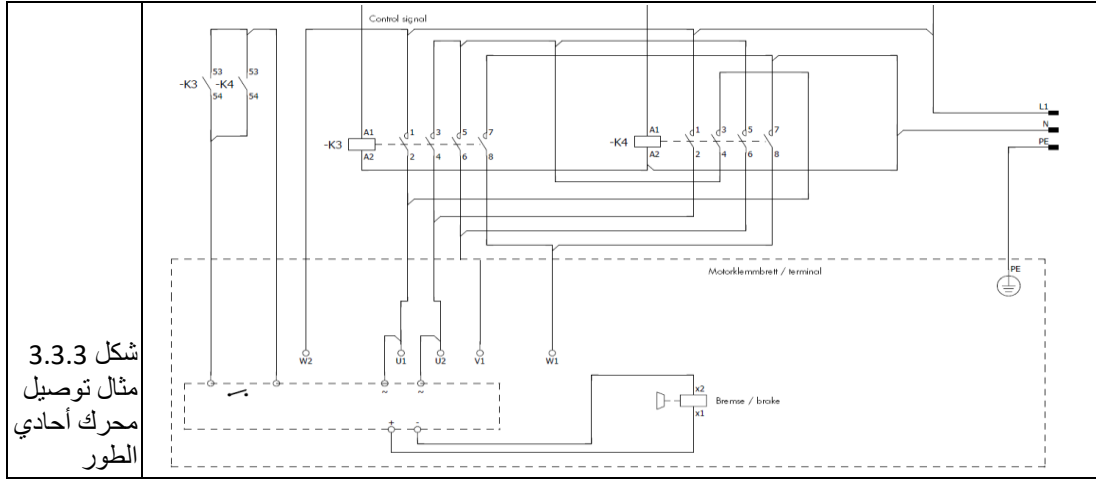 Control signal
53 53
-K3 -K4
54 54
A1 1 3 5 7
-K3
A2 2 4 6 8
A1 1 3 5 7
-K4
A2 2 4 6 8
L1
N
PE
Motorklemmbrett / terminal
PE
W2 U1 U2 V1 W1
~ ~
+ -
x2
Bremse / brake
x1
شكل 3.3.3
مثال توصيل
محرك أحادي
الطور